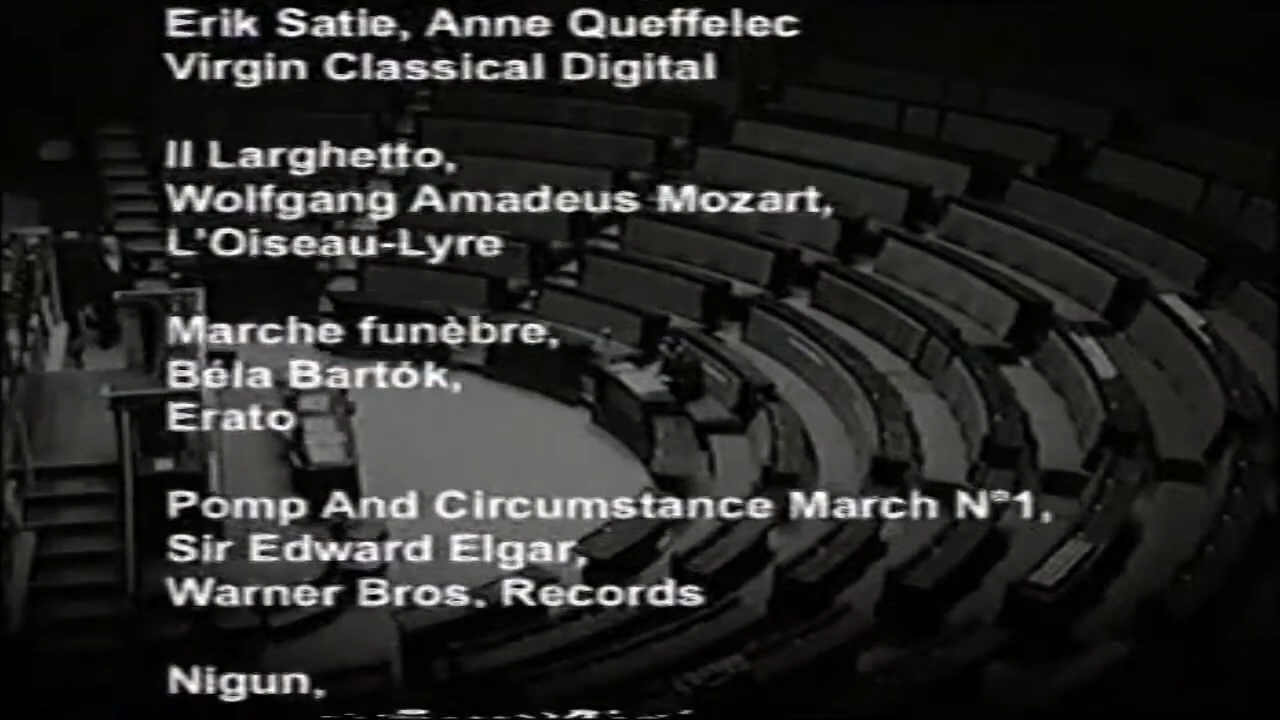 Erik Satie, Anne Queffelec
Virgin Classical Digital
II Larghetto,
Wolfgang Amadeus Mozart,
L'Oiseau-Lyre
Marche funèbre,
Béla Bartók,
Erato
Pomp And Circumstance March N°1,
Sir Edward Elgar,
Warner Bros. Records
Nigun,